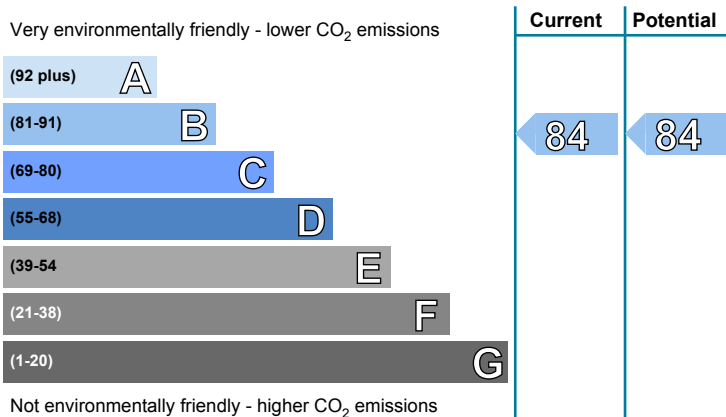 Current Potential
Very environmentally friendly - lower CO2 emissions
(92 plus) A
(81-91) B 84 84
(69-80) C
(55-68) D
(39-54 E
(21-38) F
(1-20) G
Not environmentally friendly - higher CO2 emissions